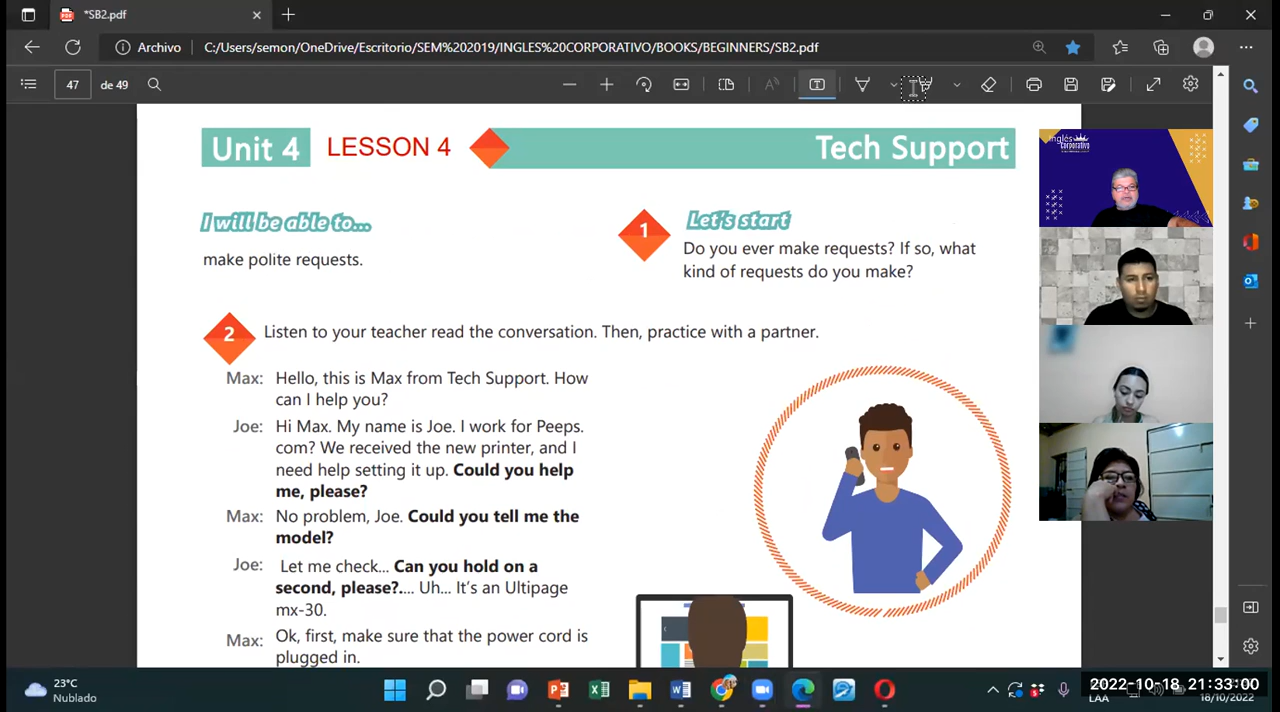 *SB2.pdf
Archivo
C:/Users/semon/OneDrive/Escritorio/SEM%202019/INGLES%20CORPORATIVO/BOOKS/BEGINNERS/SB2.pdf
47 de 49
Unit 4 LESSON 4 Tech Support
I will be able to...
make polite requests.
1 Let's start
Do you ever make requests? If so, what
kind of requests do you make?
2 Listen to your teacher read the conversation. Then, practice with a partner.
Max: Hello, this is Max from Tech Support. How
can I help you?
Joe: Hi Max. My name is Joe. I work for Peeps.
com? We received the new printer, and I
need help setting it up. Could you help
me, please?
Max: No problem, Joe. Could you tell me the
model?
Joe: Let me check... Can you hold on a
second, please?.... Uh... It's an Ultipage
mx-30.
Max: Ok, first, make sure that the power cord is
plugged in.
Inglés
Corporativo
23°C
Nublado
LAA
2022-10-18 21:33:00
18/10/2022